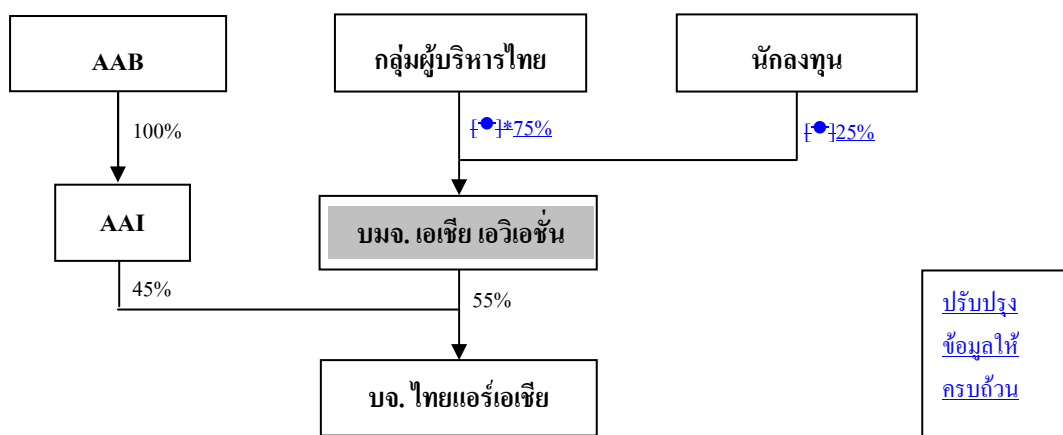 AAB
กลุ่มผู้บริหารไทย
นักลงทุน
100%
[●]*75%
[●]25%
AAI
บมจ. เอเชีย เอวิเอชั่น
45%
55%
ปรับปรุง
ข้อมูลให้
ครบถ้วน
บจ. ไทยแอร์เอเชีย